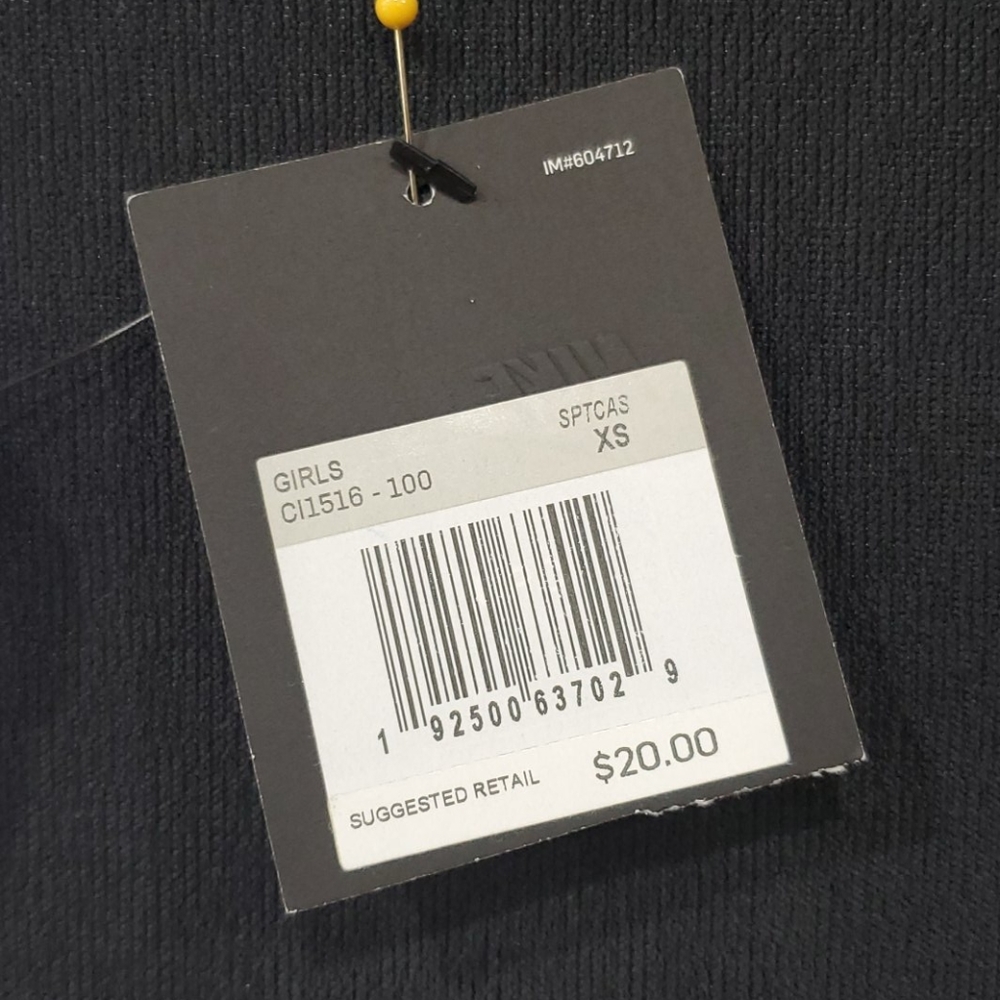 IM#604712
SPTCAS
GIRLS XS
CI1516 - 100
1 92500 63702 9
SUGGESTED RETAIL $20.00